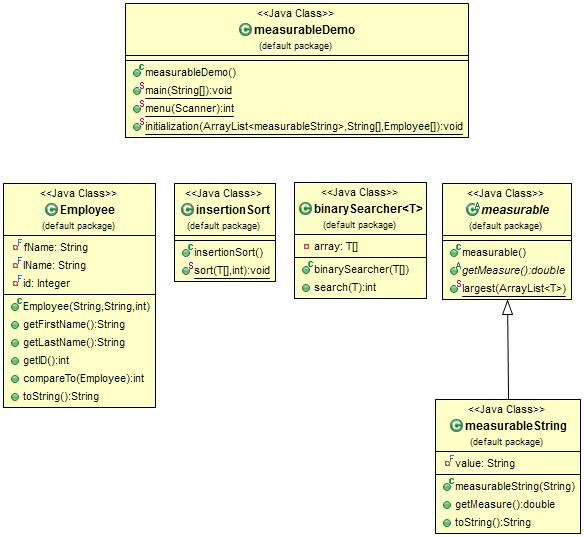 <<Java Class>>
measurableDemo
(default package)
measurableDemo()
main(String[]):void
menu(Scanner):int
initialization(ArrayList<measurableString>,String[],Employee[]):void
<<Java Class>>
Employee
(default package)
fName: String
lName: String
id: Integer
Employee(String,String,int)
getFirstName():String
getLastName():String
getID():int
compareTo(Employee):int
toString():String
<<Java Class>>
insertionSort
(default package)
insertionSort()
sort(T[],int):void
<<Java Class>>
binarySearcher<T>
(default package)
array: T[]
binarySearcher(T[])
search(T):int
<<Java Class>>
measurable
(default package)
measurable()
getMeasure():double
largest(ArrayList<T>)
<<Java Class>>
measurableString
(default package)
value: String
measurableString(String)
getMeasure():double
toString():String